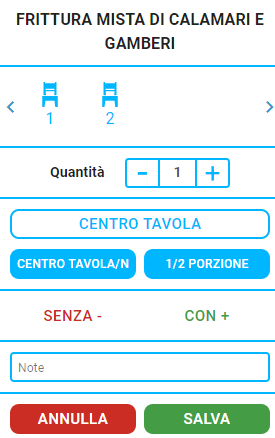 FRITTURA MISTA DI CALAMARI E
GAMBERI
1 2
Quantità - 1 +
CENTRO TAVOLA
CENTRO TAVOLA/N 1/2 PORZIONE
SENZA - CON +
Note
ANNULLA SALVA